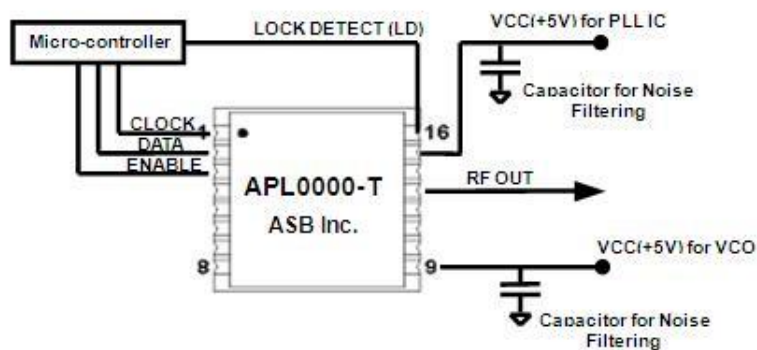 VCC(+5V) for PLL IC
LOCK DETECT (LD)
Micro-controller
Capacitor for Noise
Filtering
CLOCK
1
16
DATA
ENABLE
APL0000-T
RF OUT
ASB Inc.
VCC(+5V) for VCO
8
9
Capacitor for Noise
Filtering